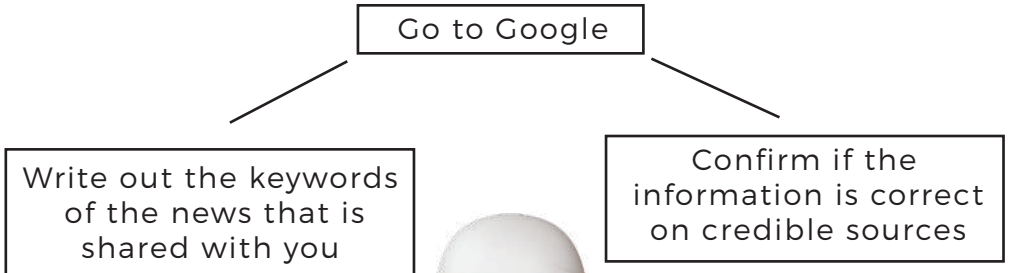 Go to Google
Write out the keywords
of the news that is
shared with you
Confirm if the
information is correct
on credible sources